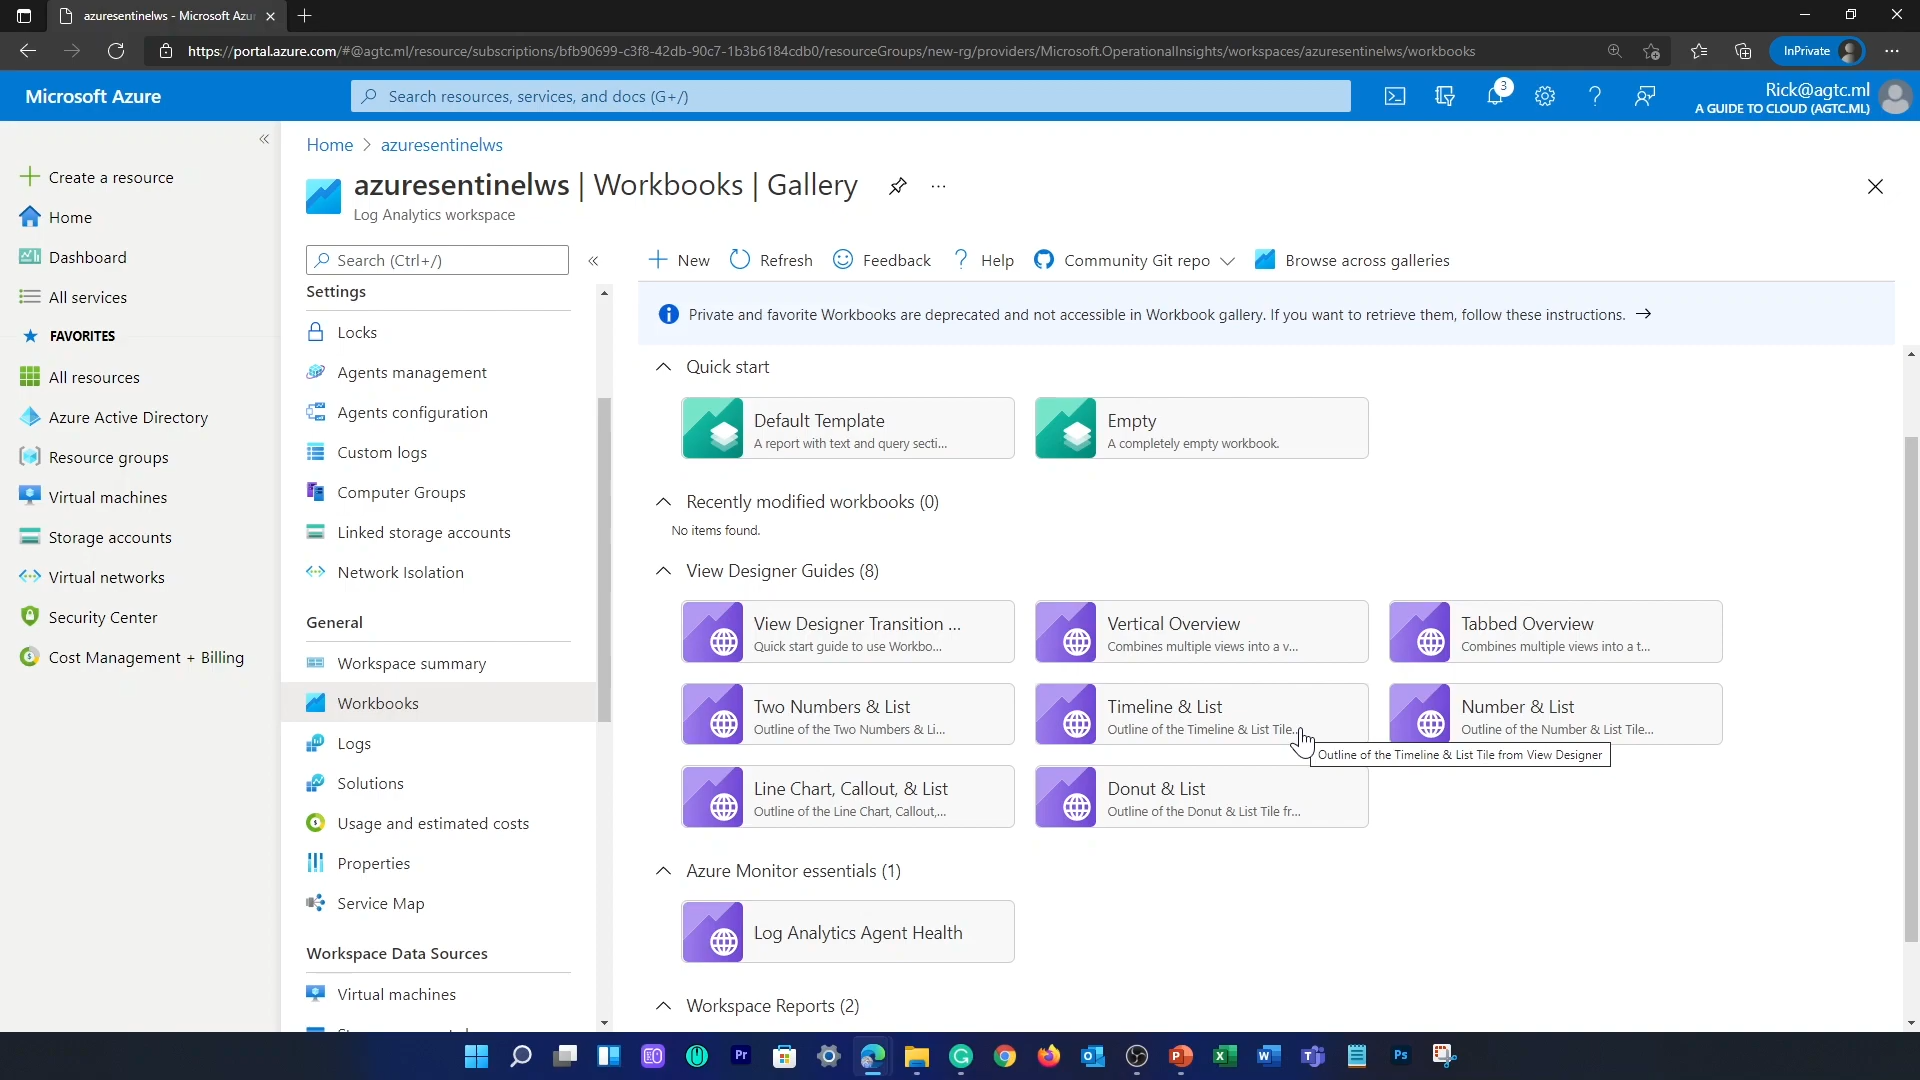 azuresentinelws - Microsoft Azu
https://portal.azure.com/#@agtc.ml/resource/subscriptions/bfb90699-c3f8-42db-90c7-1b3b6184cdb0/resourceGroups/new-rg/providers/Microsoft.OperationalInsights/workspaces/azuresentinelws/workbooks
InPrivate
Microsoft Azure
Search resources, services, and docs (G+/)
3
Rick@agtc.ml
A GUIDE TO CLOUD (AGTC.ML)
Create a resource
Home
Dashboard
All services
FAVORITES
All resources
Azure Active Directory
Resource groups
Virtual machines
Storage accounts
Virtual networks
Security Center
Cost Management + Billing
Home > azuresentinelws
azuresentinelws | Workbooks | Gallery
Log Analytics workspace
Search (Ctrl+/)
Settings
Locks
Agents management
Agents configuration
Custom logs
Computer Groups
Linked storage accounts
Network Isolation
General
Workspace summary
Workbooks
Logs
Solutions
Usage and estimated costs
Properties
Service Map
Workspace Data Sources
Virtual machines
New
Refresh
Feedback
Help
Community Git repo
Browse across galleries
Private and favorite Workbooks are deprecated and not accessible in Workbook gallery. If you want to retrieve them, follow these instructions. →
Quick start
Default Template
A report with text and query secti...
Empty
A completely empty workbook.
Recently modified workbooks (0)
No items found.
View Designer Guides (8)
View Designer Transition ...
Quick start guide to use Workbo...
Vertical Overview
Combines multiple views into a v...
Tabbed Overview
Combines multiple views into a t...
Two Numbers & List
Outline of the Two Numbers & Li...
Timeline & List
Outline of the Timeline & List Tile...
Number & List
Outline of the Number & List Tile...
Outline of the Timeline & List Tile from View Designer
Line Chart, Callout, & List
Outline of the Line Chart, Callout,...
Donut & List
Outline of the Donut & List Tile fr...
Azure Monitor essentials (1)
Log Analytics Agent Health
Workspace Reports (2)
Pr
Ps